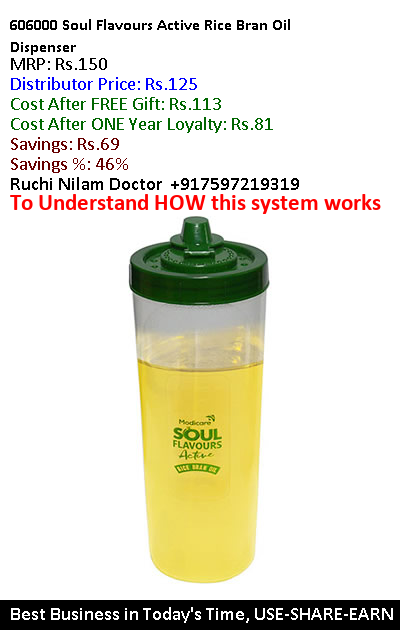 606000 Soul Flavours Active Rice Bran Oil
Dispenser
MRP: Rs.150
Distributor Price: Rs.125
Cost After FREE Gift: Rs.113
Cost After ONE Year Loyalty: Rs.81
Savings: Rs.69
Savings %: 46%
Ruchi Nilam Doctor +917597219319
To Understand HOW this system works
Modicare
SOUL
FLAVOURS
Active
RICE BRAN OIL
Best Business in Today's Time, USE-SHARE-EARN